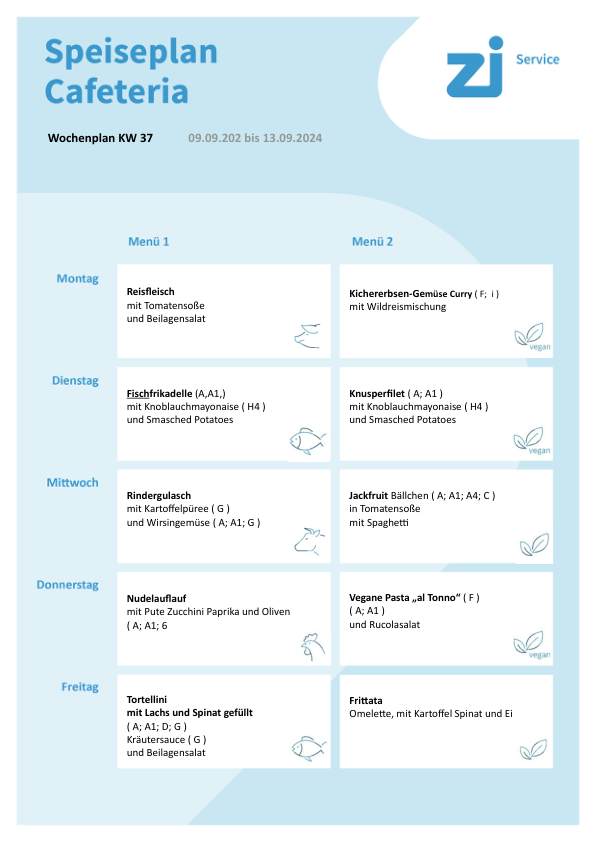 Speiseplan
Cafeteria
zi Service
Wochenplan KW 37 09.09.202 bis 13.09.2024
Menü 1 Menü 2
Montag
Reisfleisch
mit Tomatensoße
und Beilagensalat
Kichererbsen-Gemüse Curry ( F; i )
mit Wildreismischung
vegan
Dienstag
Fischfrikadelle (A,A1,)
mit Knoblauchmayonaise ( H4 )
und Smasched Potatoes
Knusperfilet ( A; A1 )
mit Knoblauchmayonaise ( H4 )
und Smasched Potatoes
vegan
Mittwoch
Rindergulasch
mit Kartoffelpüree ( G )
und Wirsingemüse ( A; A1; G )
Jackfruit Bällchen ( A; A1; A4; C )
in Tomatensoße
mit Spaghetti
Donnerstag
Nudelauflauf
mit Pute Zucchini Paprika und Oliven
( A; A1; 6
Vegane Pasta „al Tonno“ ( F )
( A; A1 )
und Rucolasalat
vegan
Freitag
Tortellini
mit Lachs und Spinat gefüllt
( A; A1; D; G )
Kräutersauce ( G )
und Beilagensalat
Frittata
Omelette, mit Kartoffel Spinat und Ei